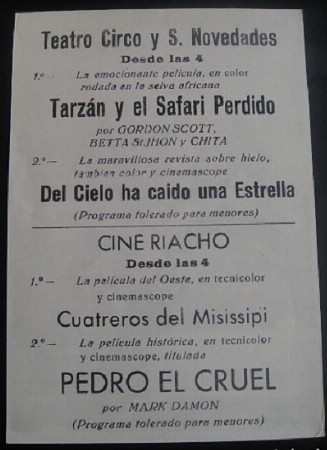 Teatro Circo y S. Novedades
Desde las 4
1.º— La emocionante película, en color
rodada en la selva africana
Tarzán y el Safari Perdido
por GORDON SCOTT,
BETTA St.JHON y CHITA
2.º— La maravillosa revista sobre hielo,
tambien color y cinemascope
Del Cielo ha caido una Estrella
(Programa tolerado para menores)
CINE RIACHO
Desde las 4
1.º— La película del Oeste, en tecnicolor
y cinemascope
Cuatreros del Misissipi
2.º— La película histórica, en tecnicolor
y cinemascope, titulada
PEDRO EL CRUEL
por MARK DAMON
(Programa tolerado para menores)